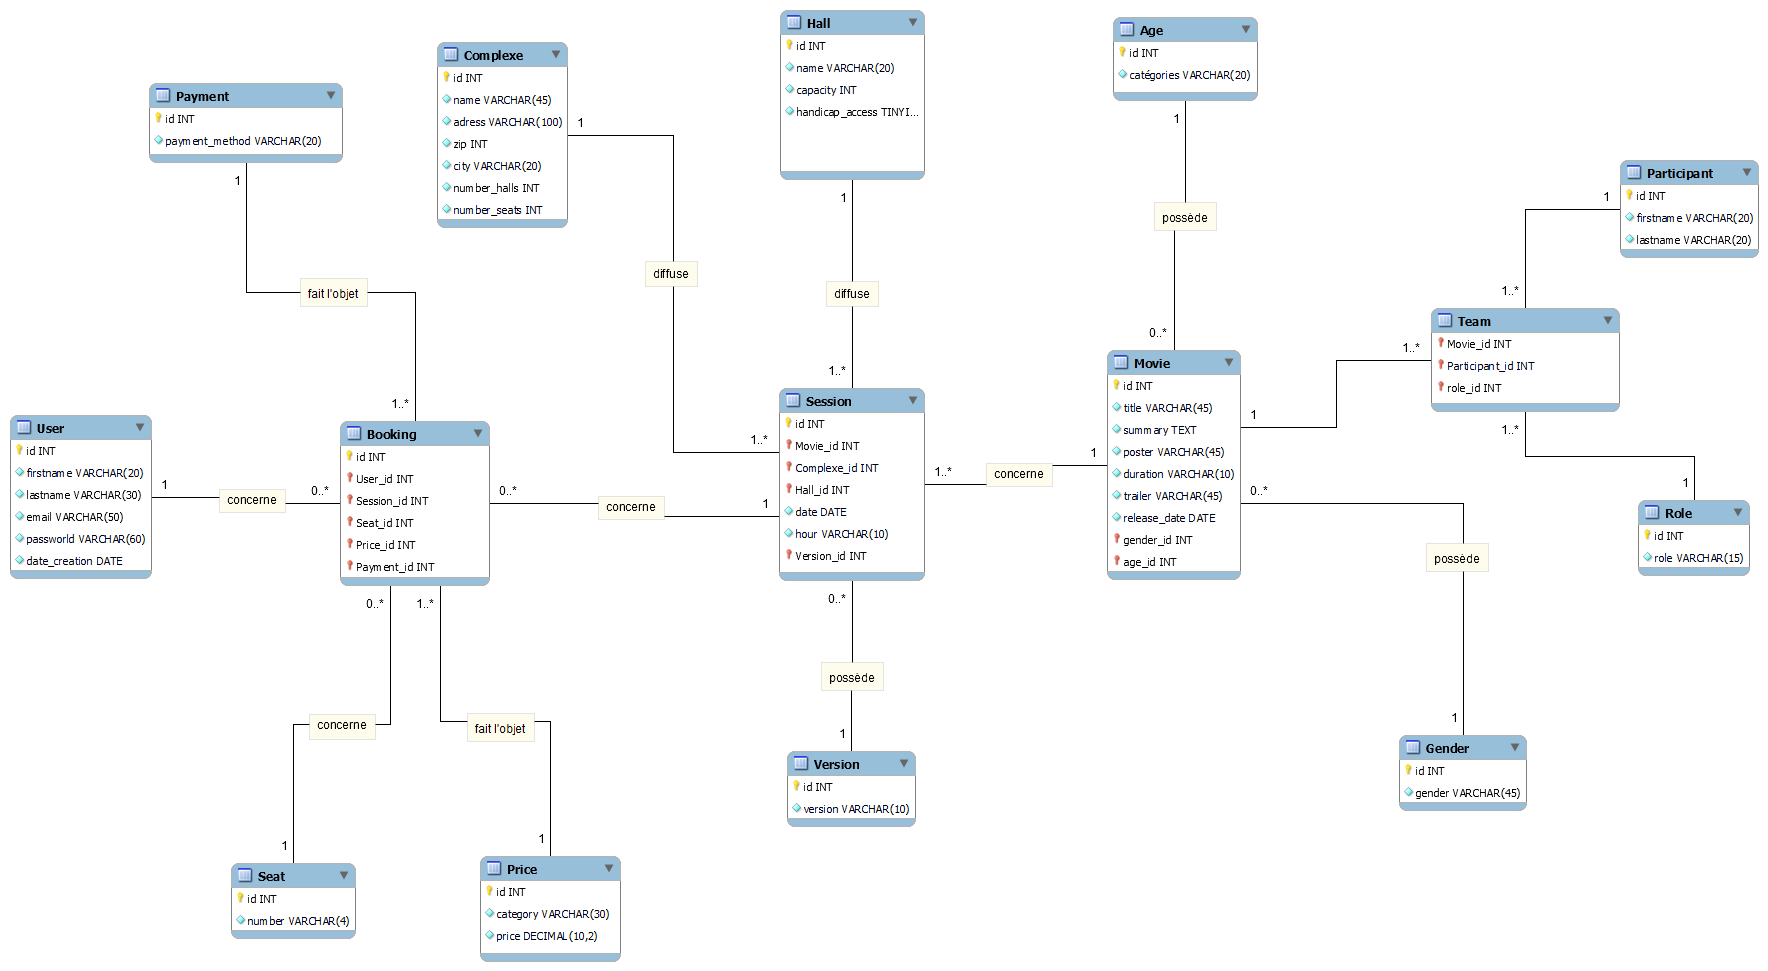 Hall
id INT
name VARCHAR(20)
capacity INT
handicap_access TINYI...
Age
id INT
catégories VARCHAR(20)
Complexe
id INT
name VARCHAR(45)
adress VARCHAR(100)
zip INT
city VARCHAR(20)
number_halls INT
number_seats INT
Payment
id INT
payment_method VARCHAR(20)
Participant
id INT
firstname VARCHAR(20)
lastname VARCHAR(20)
1
1
1
1
1
possède
diffuse
diffuse
fait l'objet
1..*
0..*
1..*
1..*
1..*
Team
Movie_id INT
Participant_id INT
role_id INT
Movie
id INT
title VARCHAR(45)
summary TEXT
poster VARCHAR(45)
duration VARCHAR(10)
trailer VARCHAR(45)
release_date DATE
gender_id INT
age_id INT
Session
id INT
Movie_id INT
Complexe_id INT
Hall_id INT
date DATE
hour VARCHAR(10)
Version_id INT
User
id INT
firstname VARCHAR(20)
lastname VARCHAR(30)
email VARCHAR(50)
passworld VARCHAR(60)
date_creation DATE
Booking
id INT
User_id INT
Session_id INT
Seat_id INT
Price_id INT
Payment_id INT
1
1..*
1..*
1
1..*
concerne
1
concerne
0..*
0..*
concerne
1
0..*
1
Role
id INT
role VARCHAR(15)
possède
0..*
1..*
0..*
possède
concerne
fait l'objet
1
1
Gender
id INT
gender VARCHAR(45)
Version
id INT
version VARCHAR(10)
1
1
Seat
id INT
number VARCHAR(4)
Price
id INT
category VARCHAR(30)
price DECIMAL(10,2)